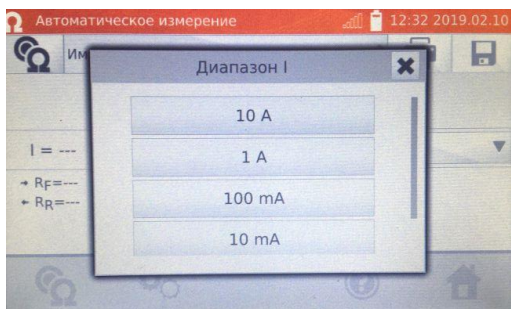 Автоматическое измерение 12:32 2019.02.10
Диапазон I
10 A
1 A
I = ---
100 mA
RF=---
RR=---
10 mA